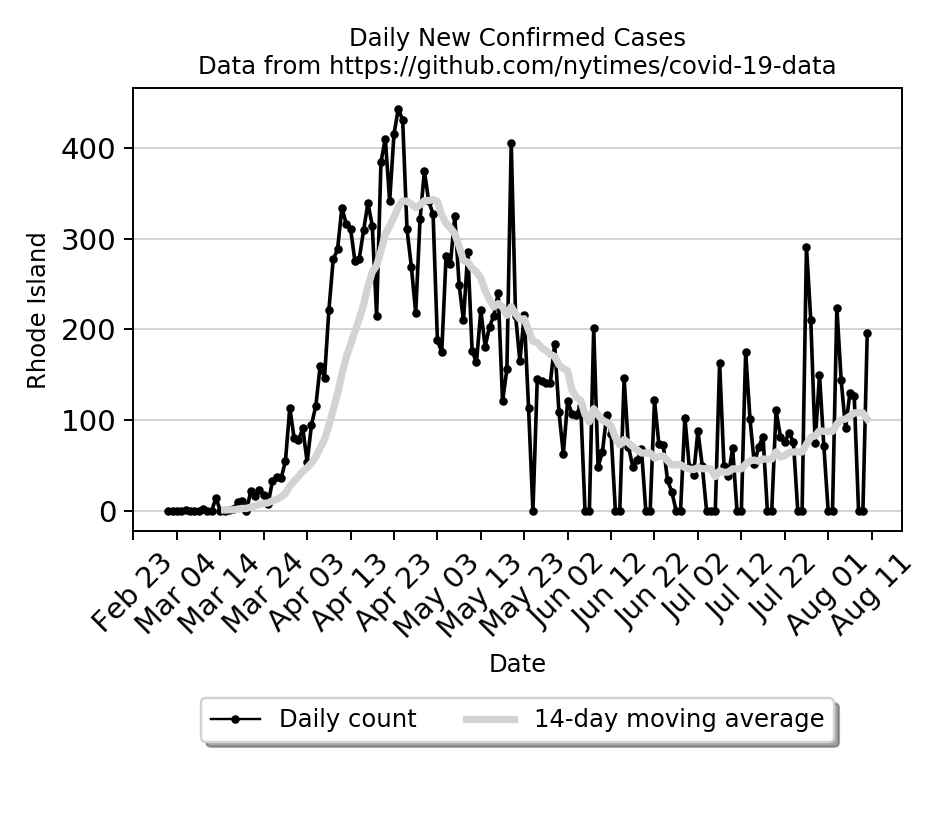 Daily New Confirmed Cases
Data from https://github.com/nytimes/covid-19-data
Rhode Island
400
300
200
100
0
Feb 23
Mar 04
Mar 14
Mar 24
Apr 03
Apr 13
Apr 23
May 03
May 13
May 23
Jun 02
Jun 12
Jun 22
Jul 02
Jul 12
Jul 22
Aug 01
Aug 11
Date
Daily count
14-day moving average